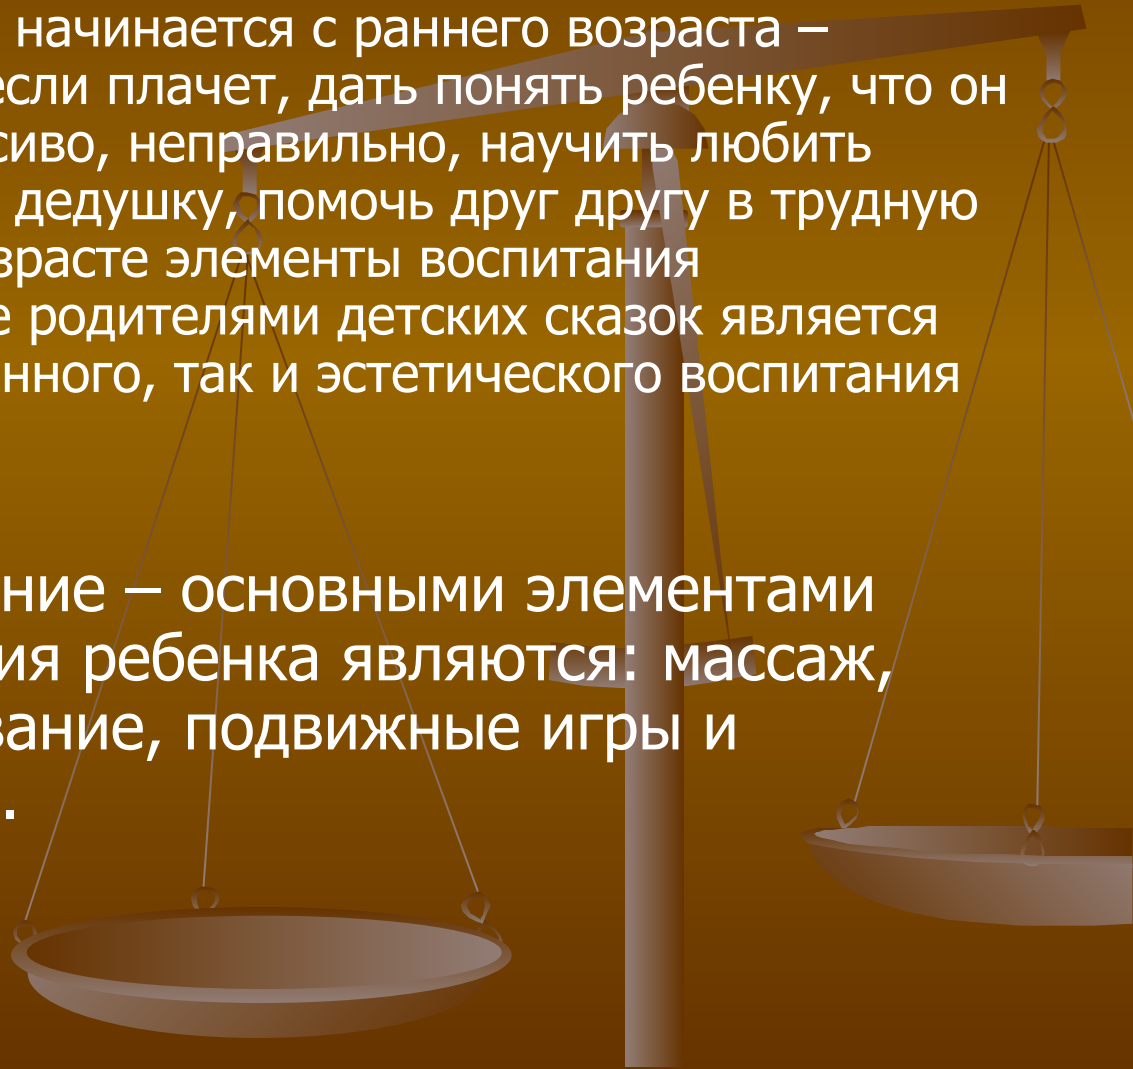 начинается с раннего возраста –
если плачет, дать понять ребенку, что он
сиво, неправильно, научить любить
дедушку, помочь друг другу в трудную
зрасте элементы воспитания
е родителями детских сказок является
нного, так и эстетического воспитания
ние – основными элементами
ия ребенка являются: массаж,
вание, подвижные игры и
.